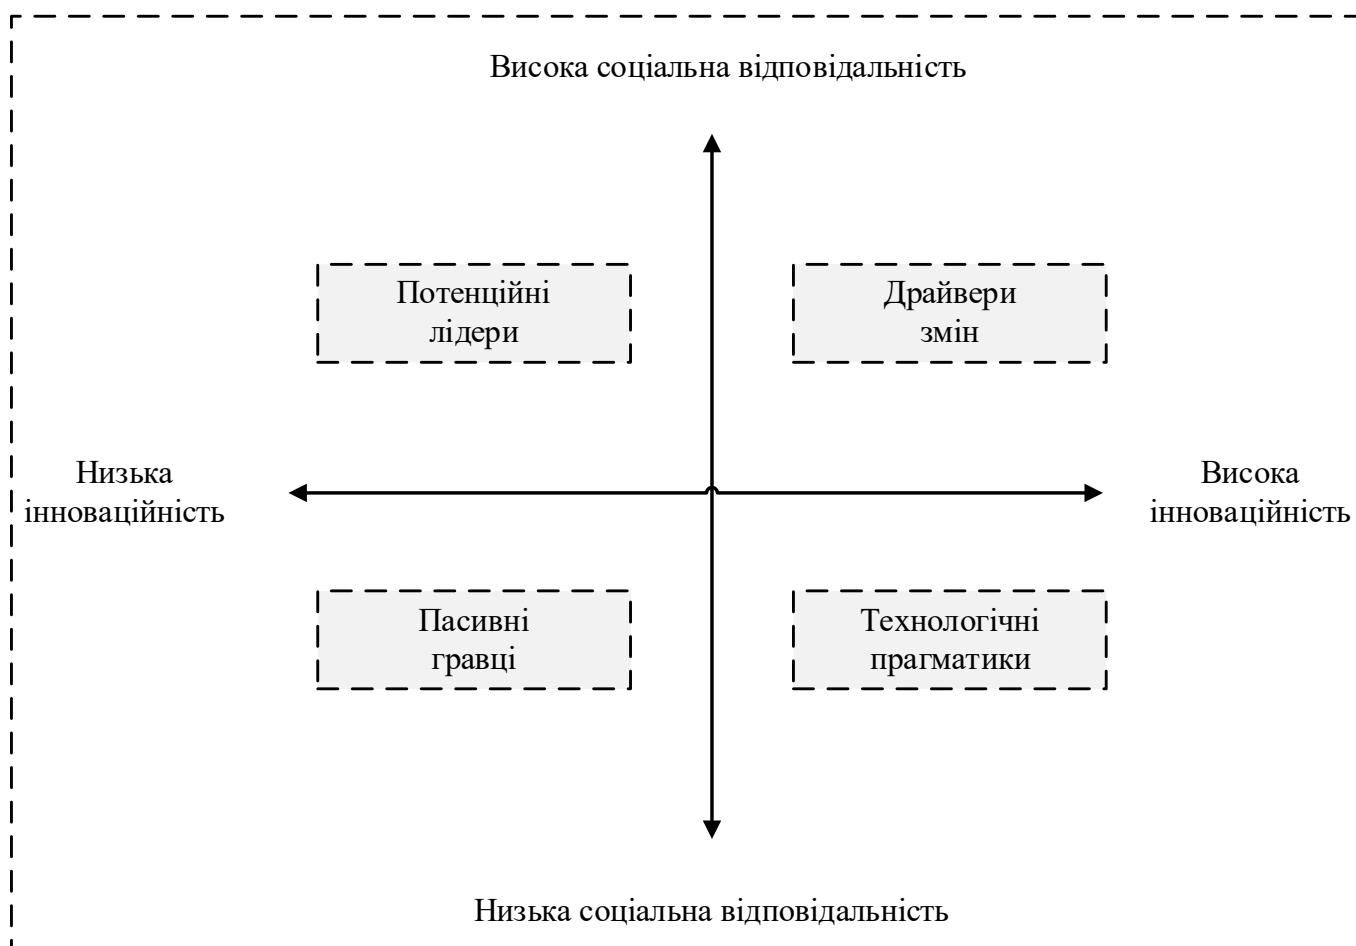 Висока соціальна відповідальність
Потенційні
лідери
Драйвери
змін
Низька
інноваційність
Висока
інноваційність
Пасивні
гравці
Технологічні
прагматики
Низька соціальна відповідальність